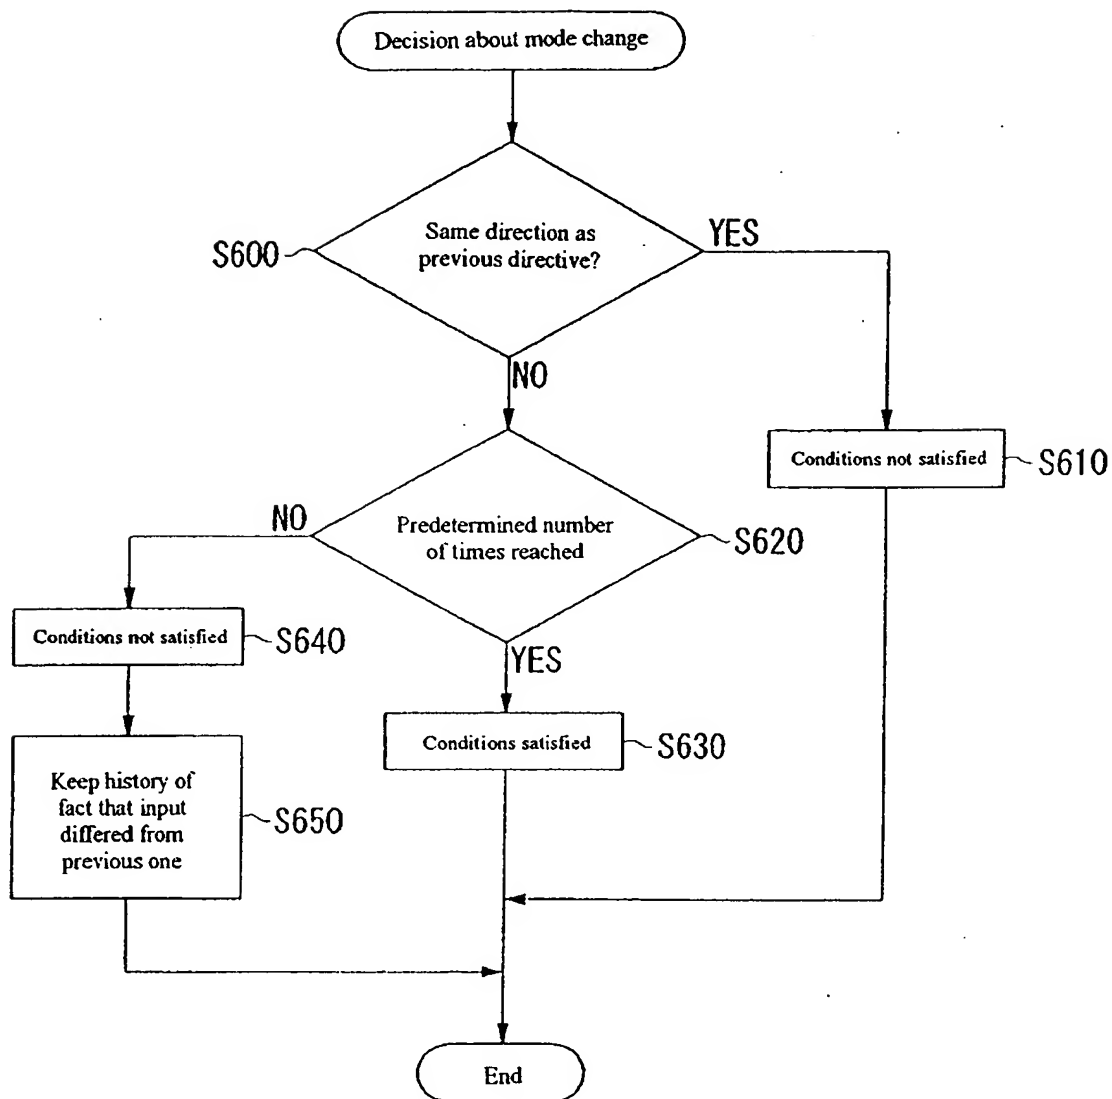 Decision about mode change
Same direction as
previous directive?
S600
YES
NO
Conditions not satisfied
S610
Predetermined number
of times reached
S620
NO
YES
Conditions not satisfied
S640
Conditions satisfied
S630
Keep history of
fact that input
differed from
previous one
S650
End